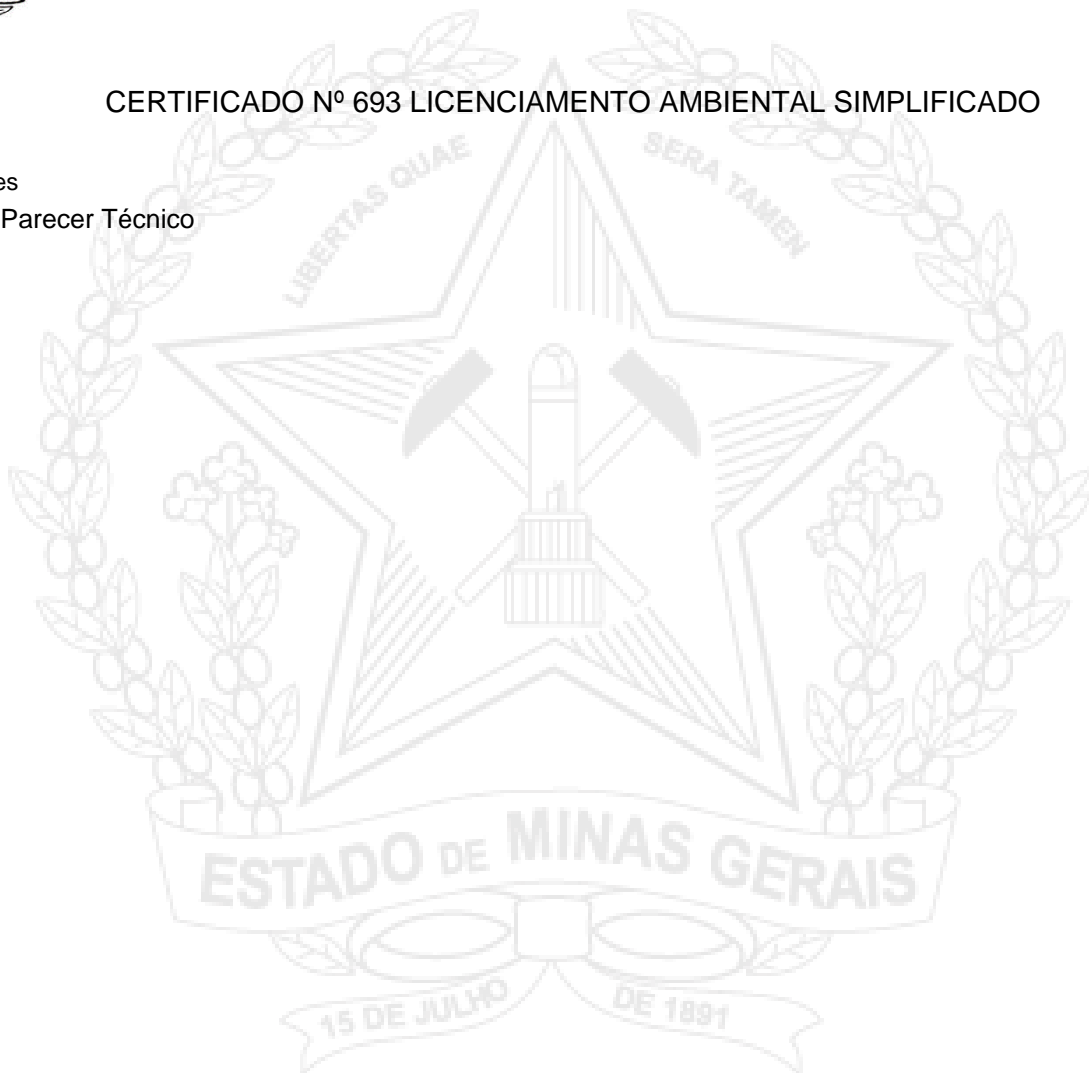 CERTIFICADO Nº 693 LICENCIAMENTO AMBIENTAL SIMPLIFICADO
es
Parecer Técnico
LIBERTAS QUAE
SERA TAMEN
ESTADO DE MINAS GERAIS
15 DE JULHO DE 1891